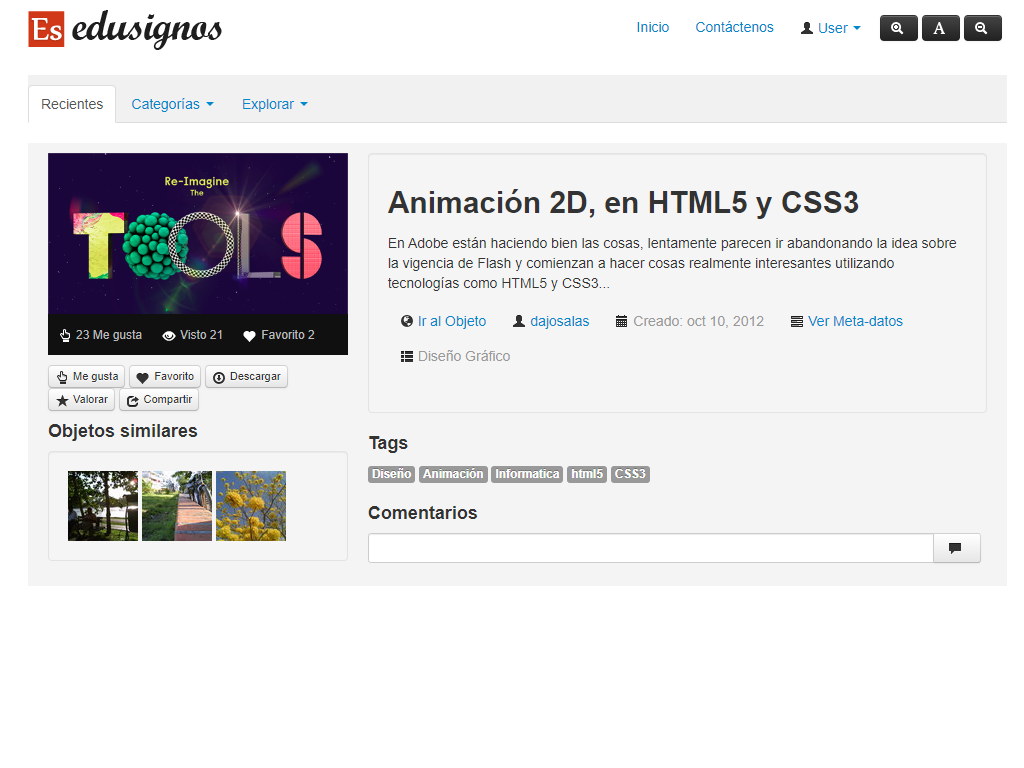 Es edusignos
Inicio Contáctenos User A
Recientes Categorías Explorar
Re-Imagine
The
TOOLS
23 Me gusta Visto 21 Favorito 2
Me gusta Favorito Descargar
Valorar Compartir
Objetos similares
Animación 2D, en HTML5 y CSS3
En Adobe están haciendo bien las cosas, lentamente parecen ir abandonando la idea sobre
la vigencia de Flash y comienzan a hacer cosas realmente interesantes utilizando
tecnologías como HTML5 y CSS3...
Ir al Objeto dajosalas Creado: oct 10, 2012 Ver Meta-datos
Diseño Gráfico
Tags
Diseño Animación Informatica html5 CSS3
Comentarios